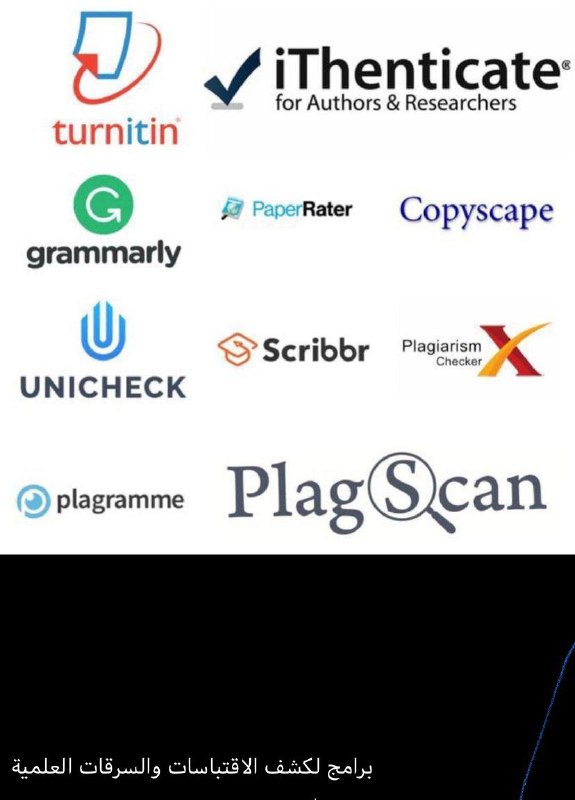 turnitin
iThenticate®
for Authors & Researchers
grammarly
PaperRater
Copyscape
UNICHECK
Scribbr
Plagiarism
Checker X
plagramme
PlagScan
برامج لكشف الاقتباسات والسرقات العلمية